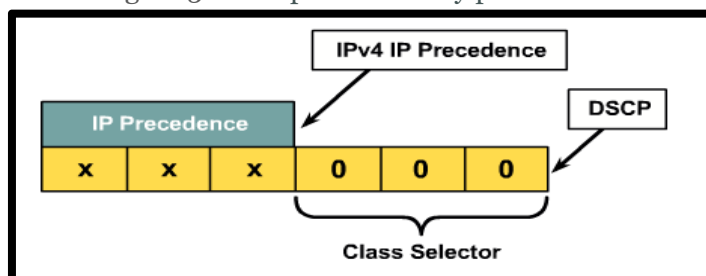 IPv4 IP Precedence
DSCP
IP Precedence
x x x 0 0 0
Class Selector